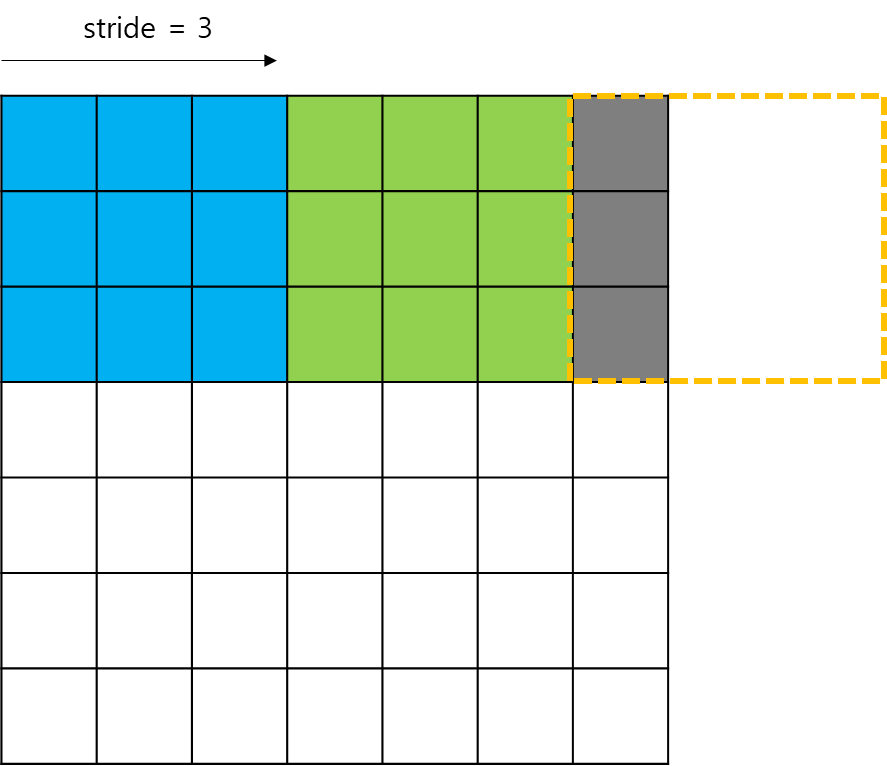 stride = 3